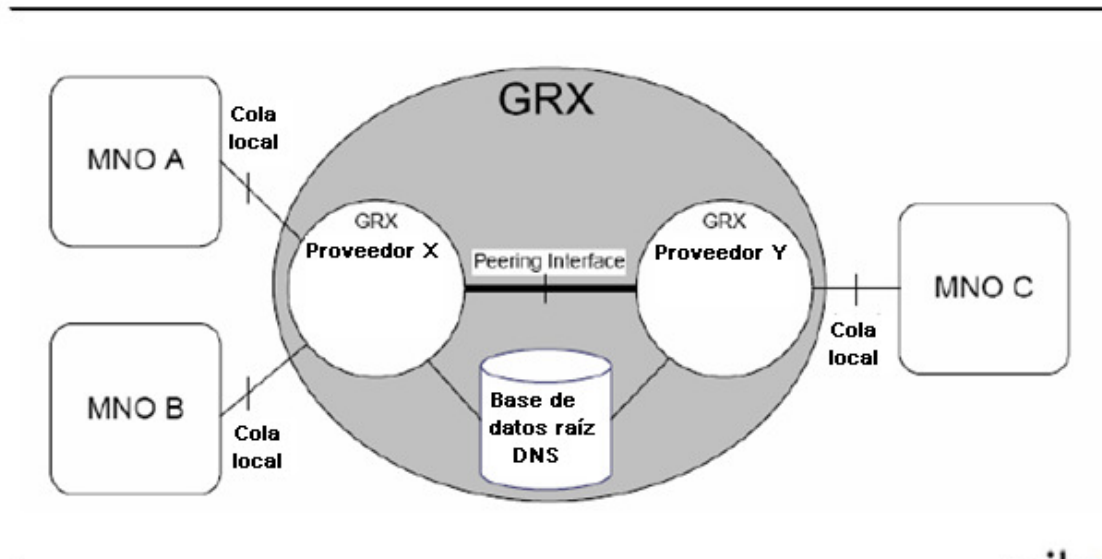 GRX
MNO A
Cola
local
GRX
Proveedor X
Peering Interface
GRX
Proveedor Y
MNO C
Cola
local
MNO B
Cola
local
Base de
datos raíz
DNS